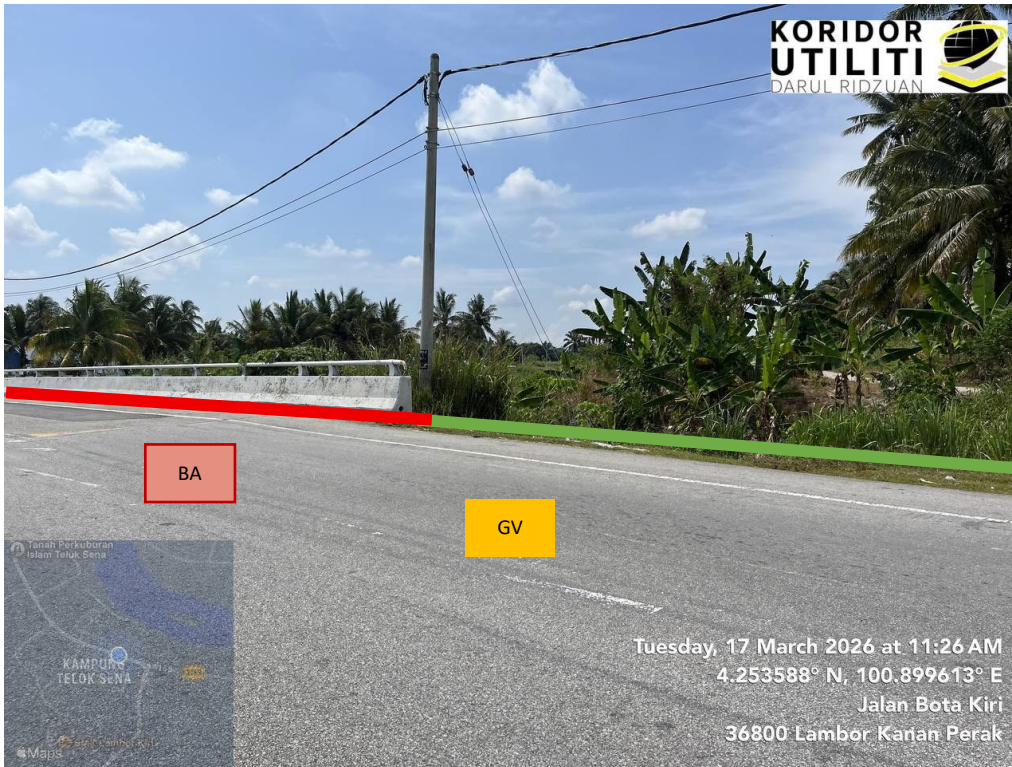 KORIDOR
UTILITI
DARUL RIDZUAN
BA
GV
Tanah Perkuburan
Islam Teluk Sena
KAMPUNG
TELOK SENA
Maps
Tuesday, 17 March 2026 at 11:26 AM
4.253588° N, 100.899613° E
Jalan Bota Kiri
36800 Lambor Kanan Perak